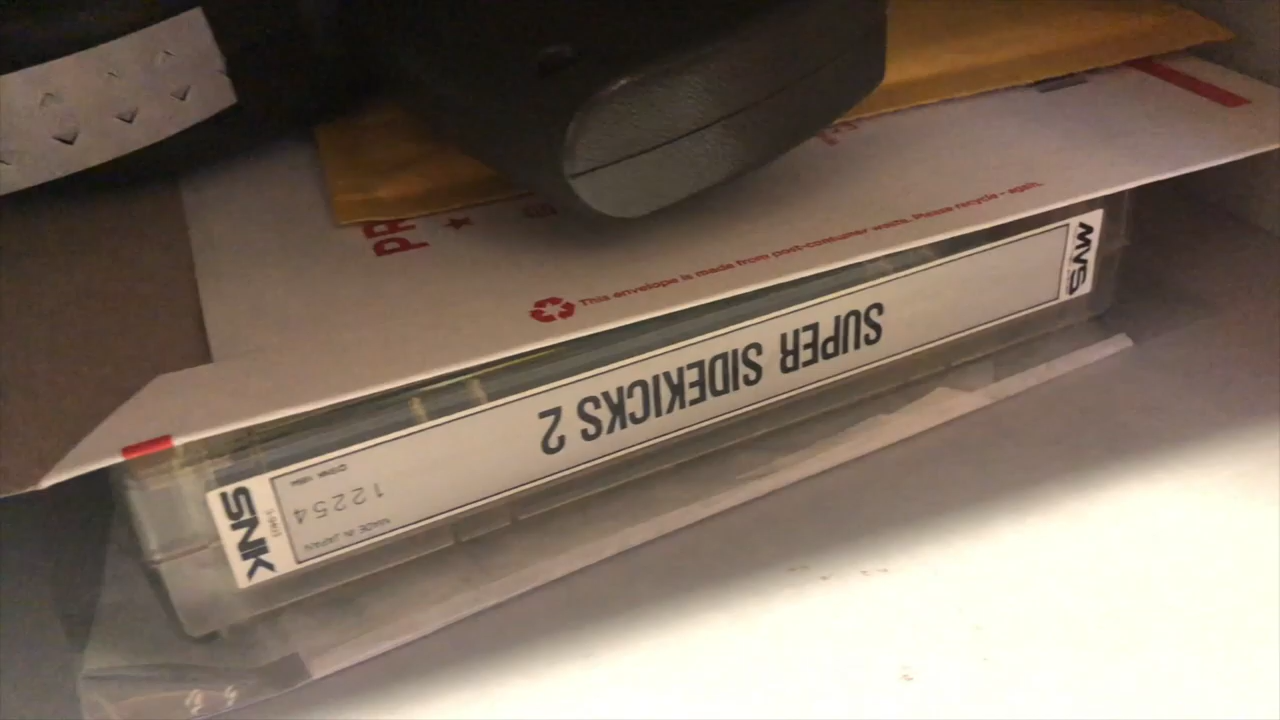 PR
This envelope is made from post-consumer waste. Please recycle - again.
MVS
SUPER SIDEKICKS 2
MADE IN JAPAN
12254
SNK